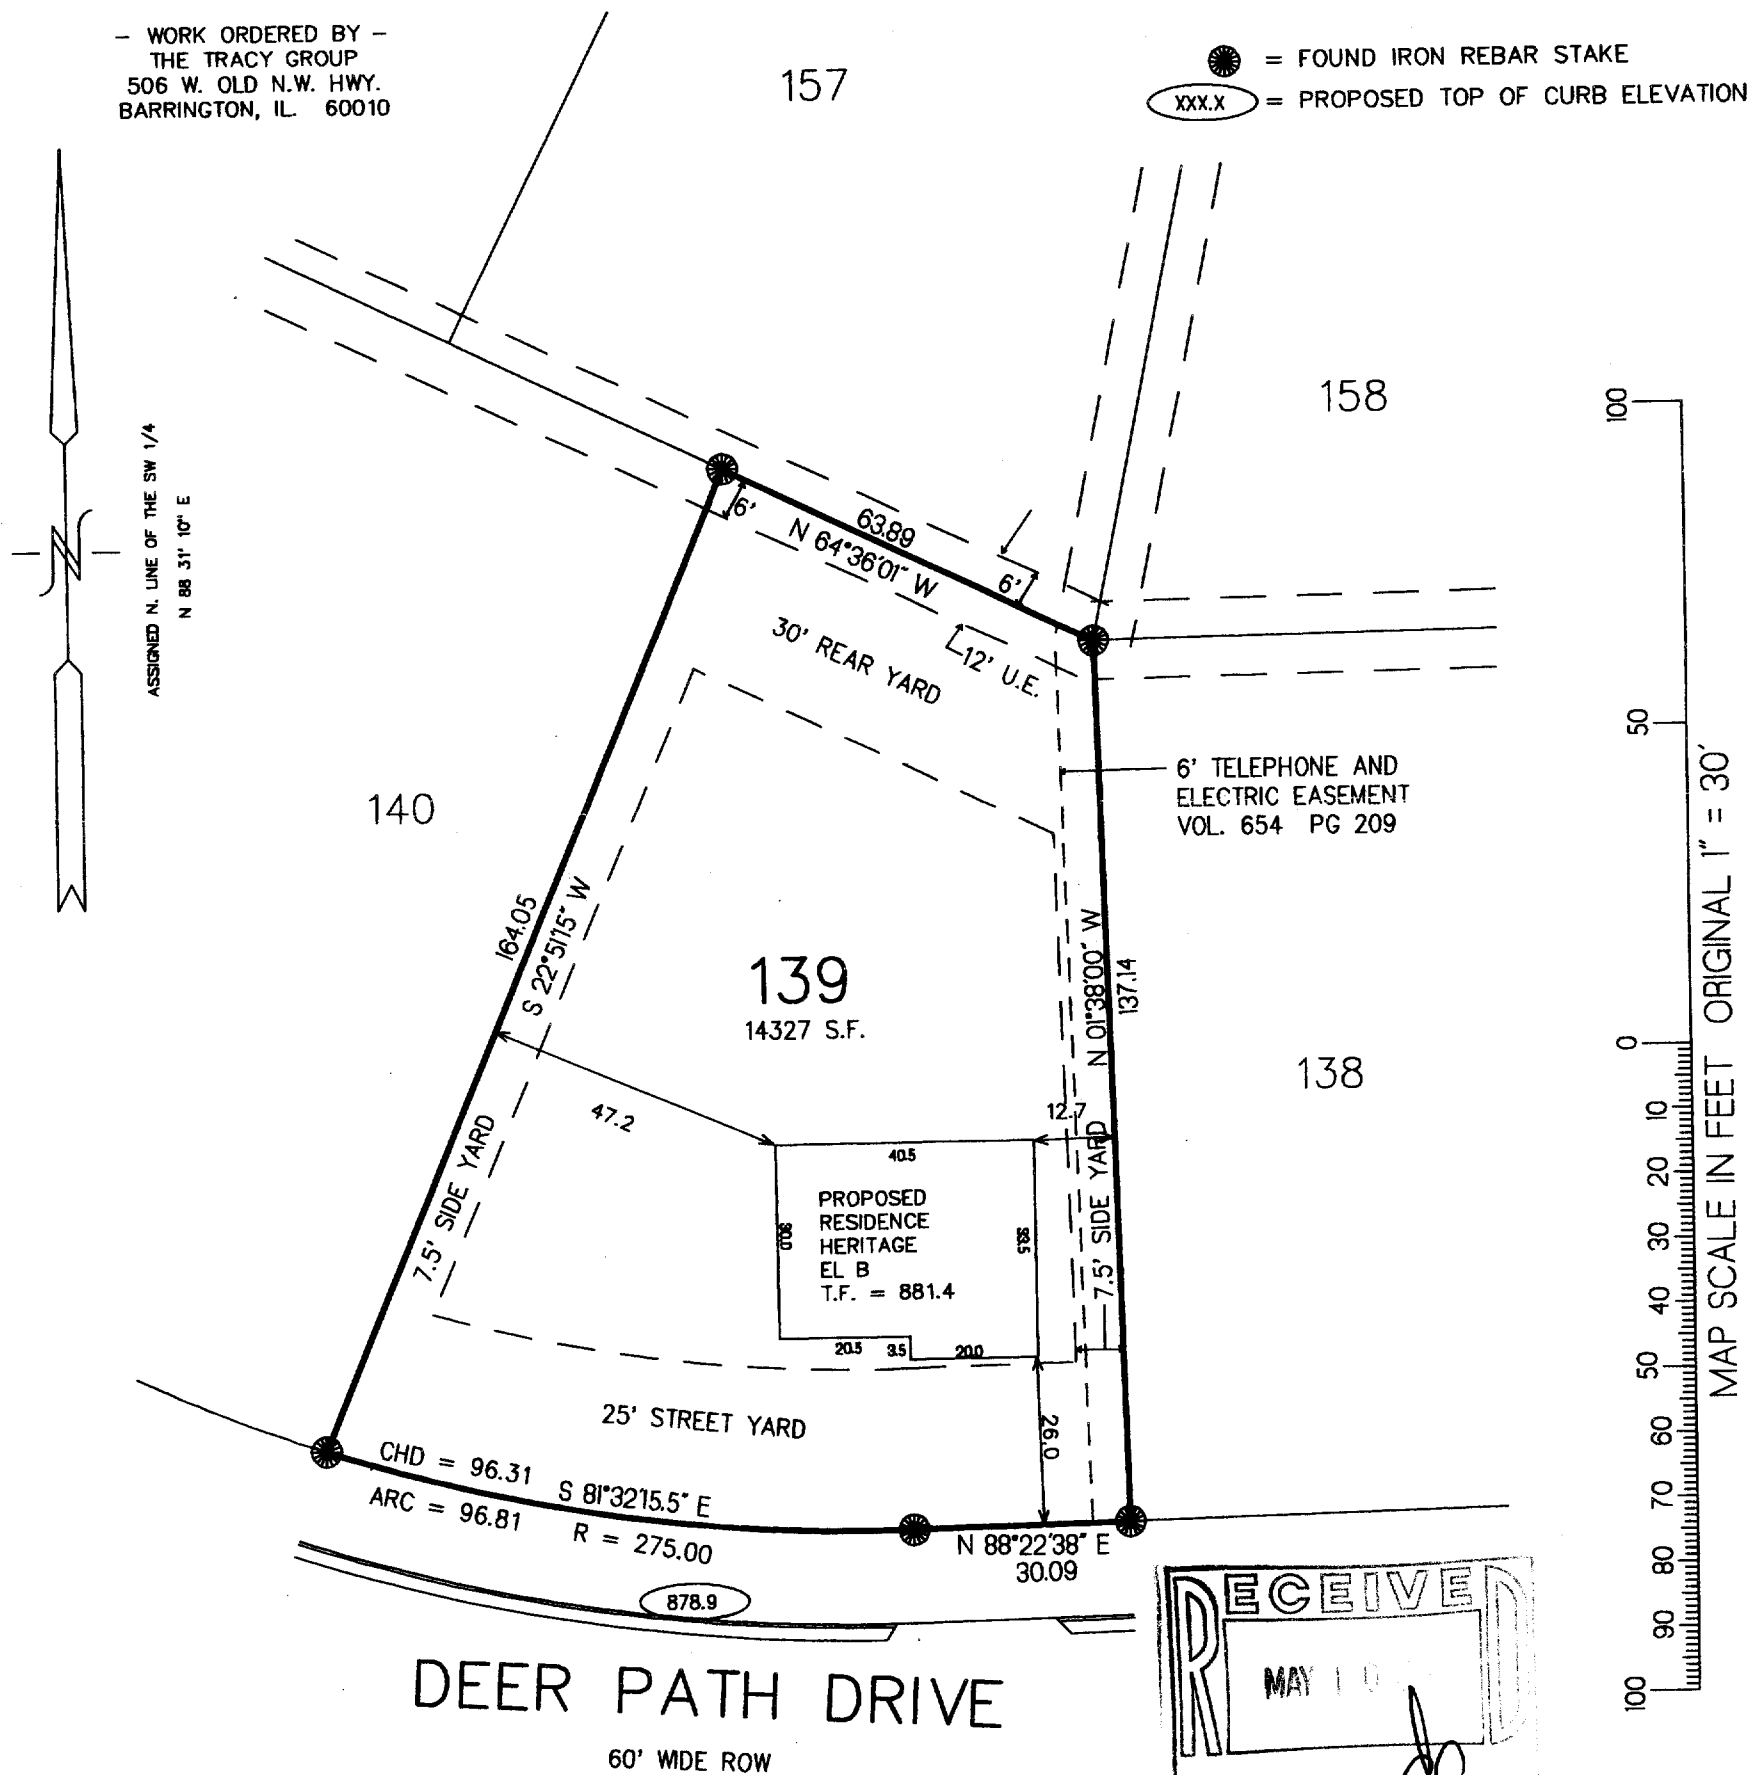 - WORK ORDERED BY -
THE TRACY GROUP
506 W. OLD N.W. HWY.
BARRINGTON, IL. 60010
= FOUND IRON REBAR STAKE
XXX.X = PROPOSED TOP OF CURB ELEVATION
157
158
ASSIGNED N. LINE OF THE SW 1/4
N 88 31' 10" E
N
6'
63.89
N 64°36'01" W
6'
12' U.E.
30' REAR YARD
6' TELEPHONE AND
ELECTRIC EASEMENT
VOL. 654 PG 209
140
164.05
S 22°51'15" W
139
14327 S.F.
N 01°38'00" W
137.14
138
47.2
12.7
7.5' SIDE YARD
7.5' SIDE YARD
40.5
30.0
33.5
PROPOSED
RESIDENCE
HERITAGE
EL B
T.F. = 881.4
20.5
3.5
20.0
25' STREET YARD
26.0
CHD = 96.31 S 81°32'15.5" E
ARC = 96.81 R = 275.00
N 88°22'38" E
30.09
878.9
DEER PATH DRIVE
60' WIDE ROW
RECEIVED
MAY 10
100
50
0
10
20
30
40
50
60
70
80
90
100
MAP SCALE IN FEET ORIGINAL 1" = 30'